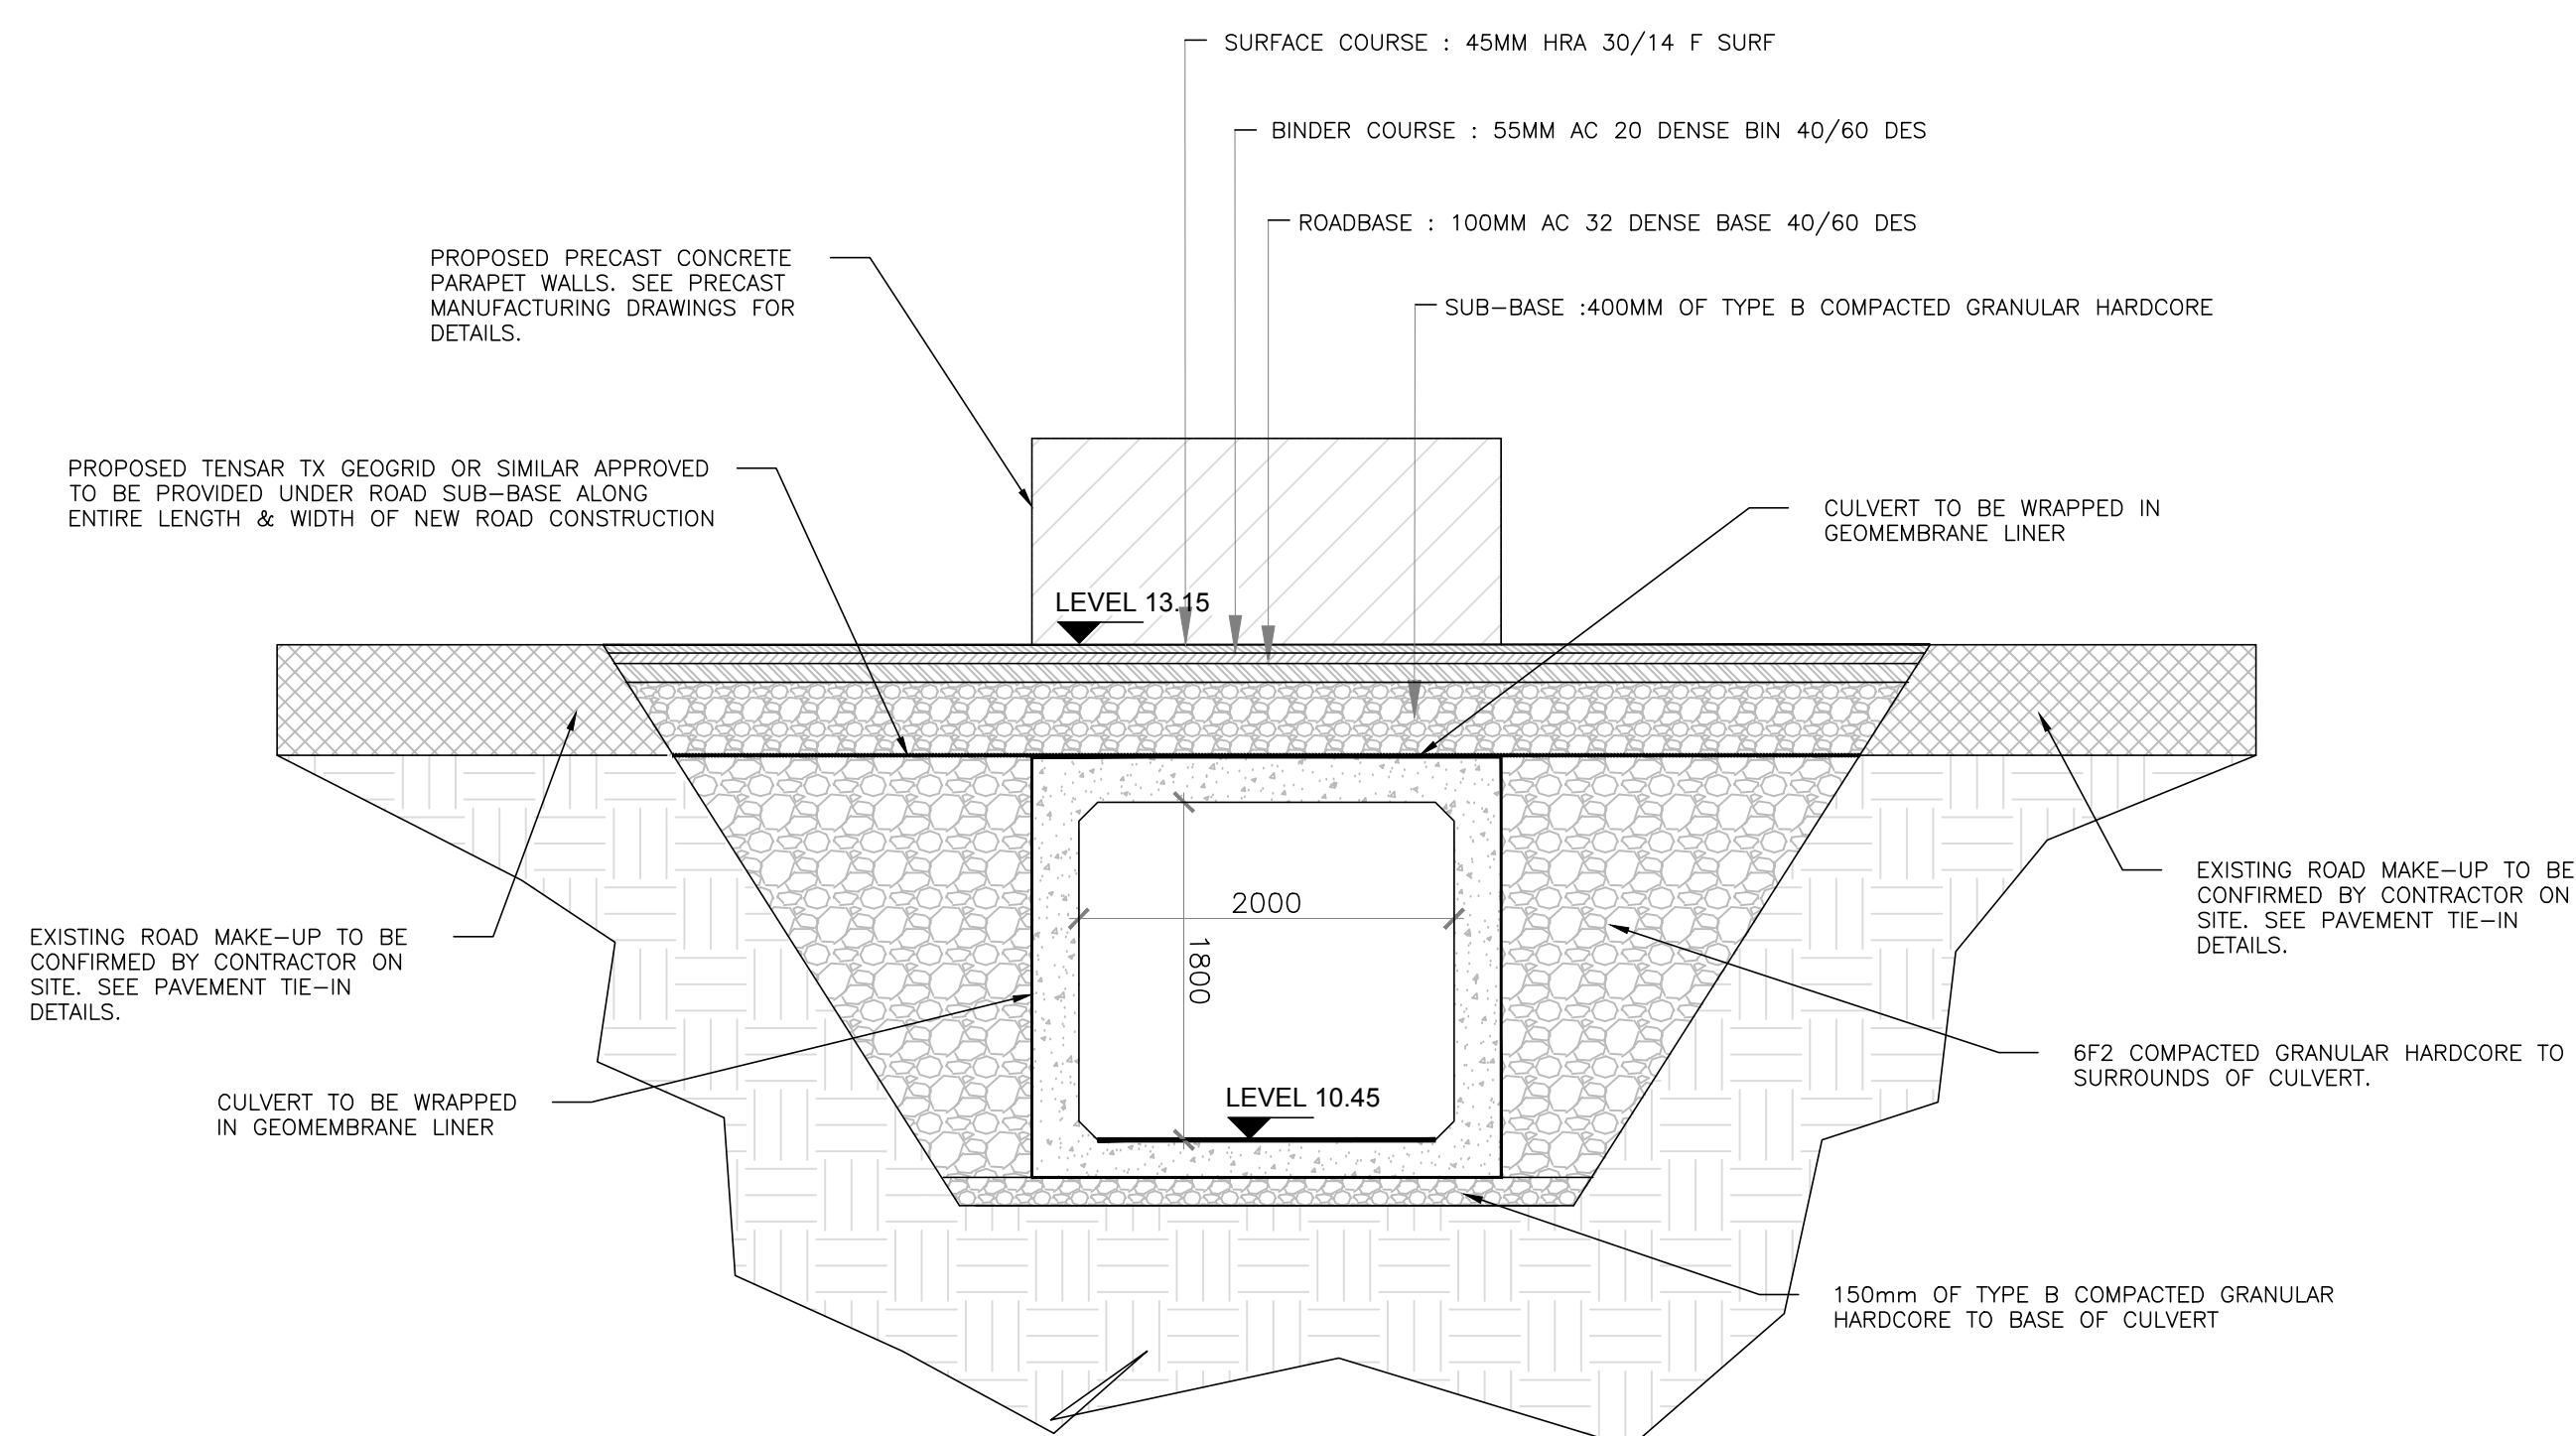 SURFACE COURSE : 45MM HRA 30/14 F SURF
BINDER COURSE : 55MM AC 20 DENSE BIN 40/60 DES
ROADBASE : 100MM AC 32 DENSE BASE 40/60 DES
SUB-BASE :400MM OF TYPE B COMPACTED GRANULAR HARDCORE
PROPOSED PRECAST CONCRETE
PARAPET WALLS. SEE PRECAST
MANUFACTURING DRAWINGS FOR
DETAILS.
PROPOSED TENSAR TX GEOGRID OR SIMILAR APPROVED
TO BE PROVIDED UNDER ROAD SUB-BASE ALONG
ENTIRE LENGTH & WIDTH OF NEW ROAD CONSTRUCTION
CULVERT TO BE WRAPPED IN
GEOMEMBRANE LINER
LEVEL 13.15
2000
1800
LEVEL 10.45
EXISTING ROAD MAKE-UP TO BE
CONFIRMED BY CONTRACTOR ON
SITE. SEE PAVEMENT TIE-IN
DETAILS.
EXISTING ROAD MAKE-UP TO BE
CONFIRMED BY CONTRACTOR ON
SITE. SEE PAVEMENT TIE-IN
DETAILS.
6F2 COMPACTED GRANULAR HARDCORE TO
SURROUNDS OF CULVERT.
CULVERT TO BE WRAPPED
IN GEOMEMBRANE LINER
150mm OF TYPE B COMPACTED GRANULAR
HARDCORE TO BASE OF CULVERT